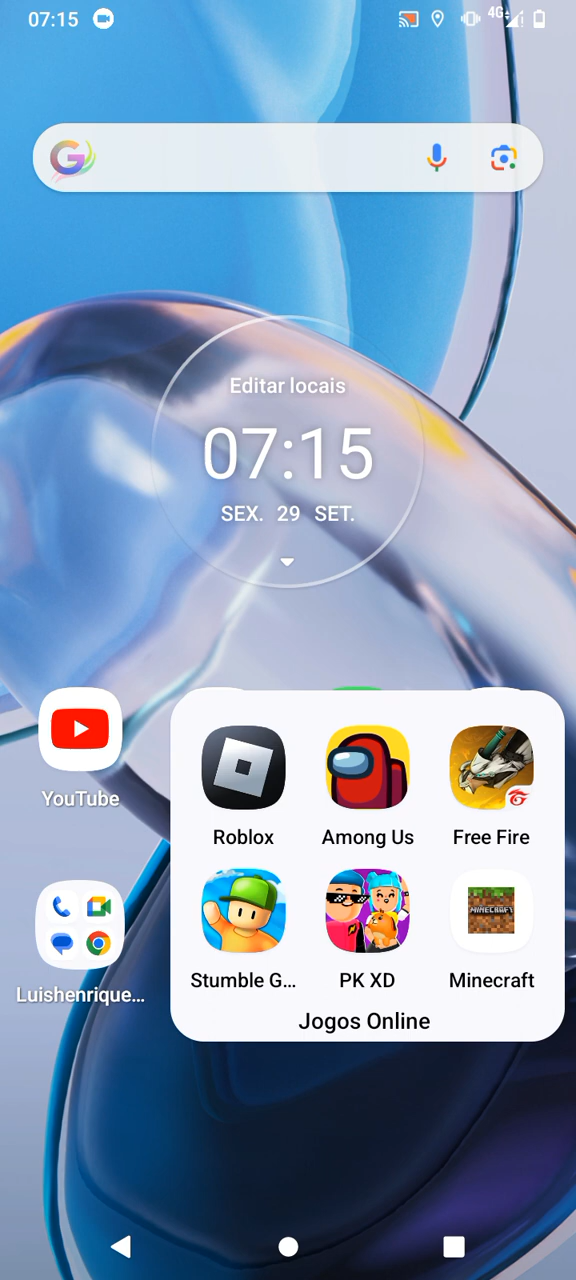 07:15
4G
Editar locais
07:15
SEX. 29 SET.
YouTube
Roblox
Among Us
Free Fire
MINECRAFT
Stumble G...
PK XD
Minecraft
Luishenrique...
Jogos Online